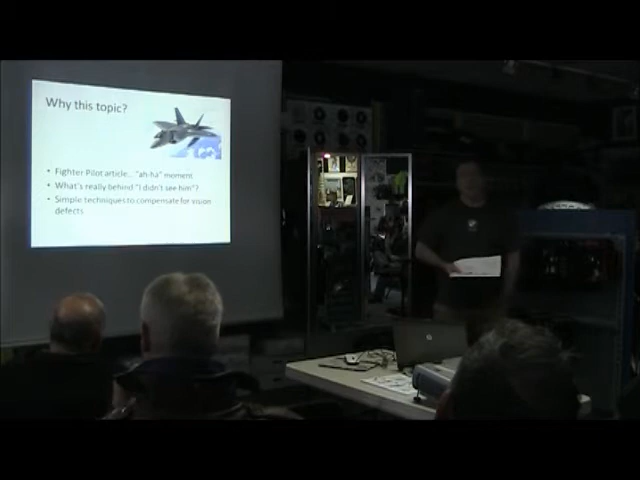 Why this topic?
• Fighter Pilot article... "ah-ha" moment
• What's really behind "I didn't see him"?
• Simple techniques to compensate for vision
defects